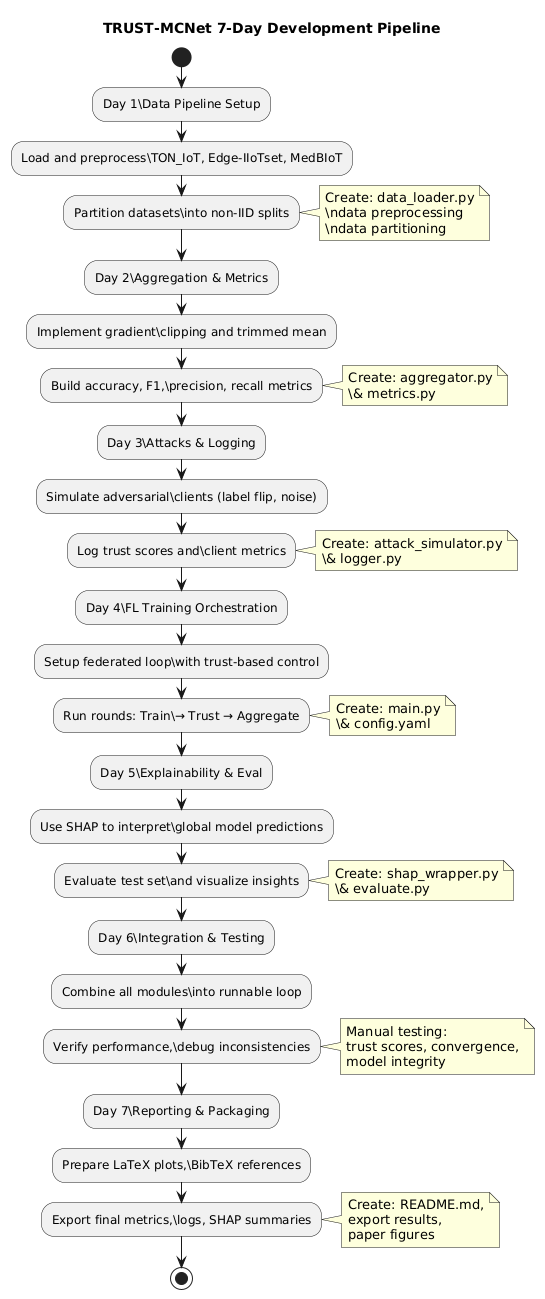 TRUST-MCNet 7-Day Development Pipeline
Day 1\Data Pipeline Setup
Load and preprocess\TON_IoT, Edge-IIoTset, MedBIoT
Partition datasets\into non-IID splits
Create: data_loader.py
\ndata preprocessing
\ndata partitioning
Day 2\Aggregation & Metrics
Implement gradient\clipping and trimmed mean
Build accuracy, F1,\precision, recall metrics
Create: aggregator.py
\& metrics.py
Day 3\Attacks & Logging
Simulate adversarial\clients (label flip, noise)
Log trust scores and\client metrics
Create: attack_simulator.py
\& logger.py
Day 4\FL Training Orchestration
Setup federated loop\with trust-based control
Run rounds: Train\→ Trust → Aggregate
Create: main.py
\& config.yaml
Day 5\Explainability & Eval
Use SHAP to interpret\global model predictions
Evaluate test set\and visualize insights
Create: shap_wrapper.py
\& evaluate.py
Day 6\Integration & Testing
Combine all modules\into runnable loop
Verify performance,\debug inconsistencies
Manual testing:
trust scores, convergence,
model integrity
Day 7\Reporting & Packaging
Prepare LaTeX plots,\BibTeX references
Export final metrics,\logs, SHAP summaries
Create: README.md,
export results,
paper figures